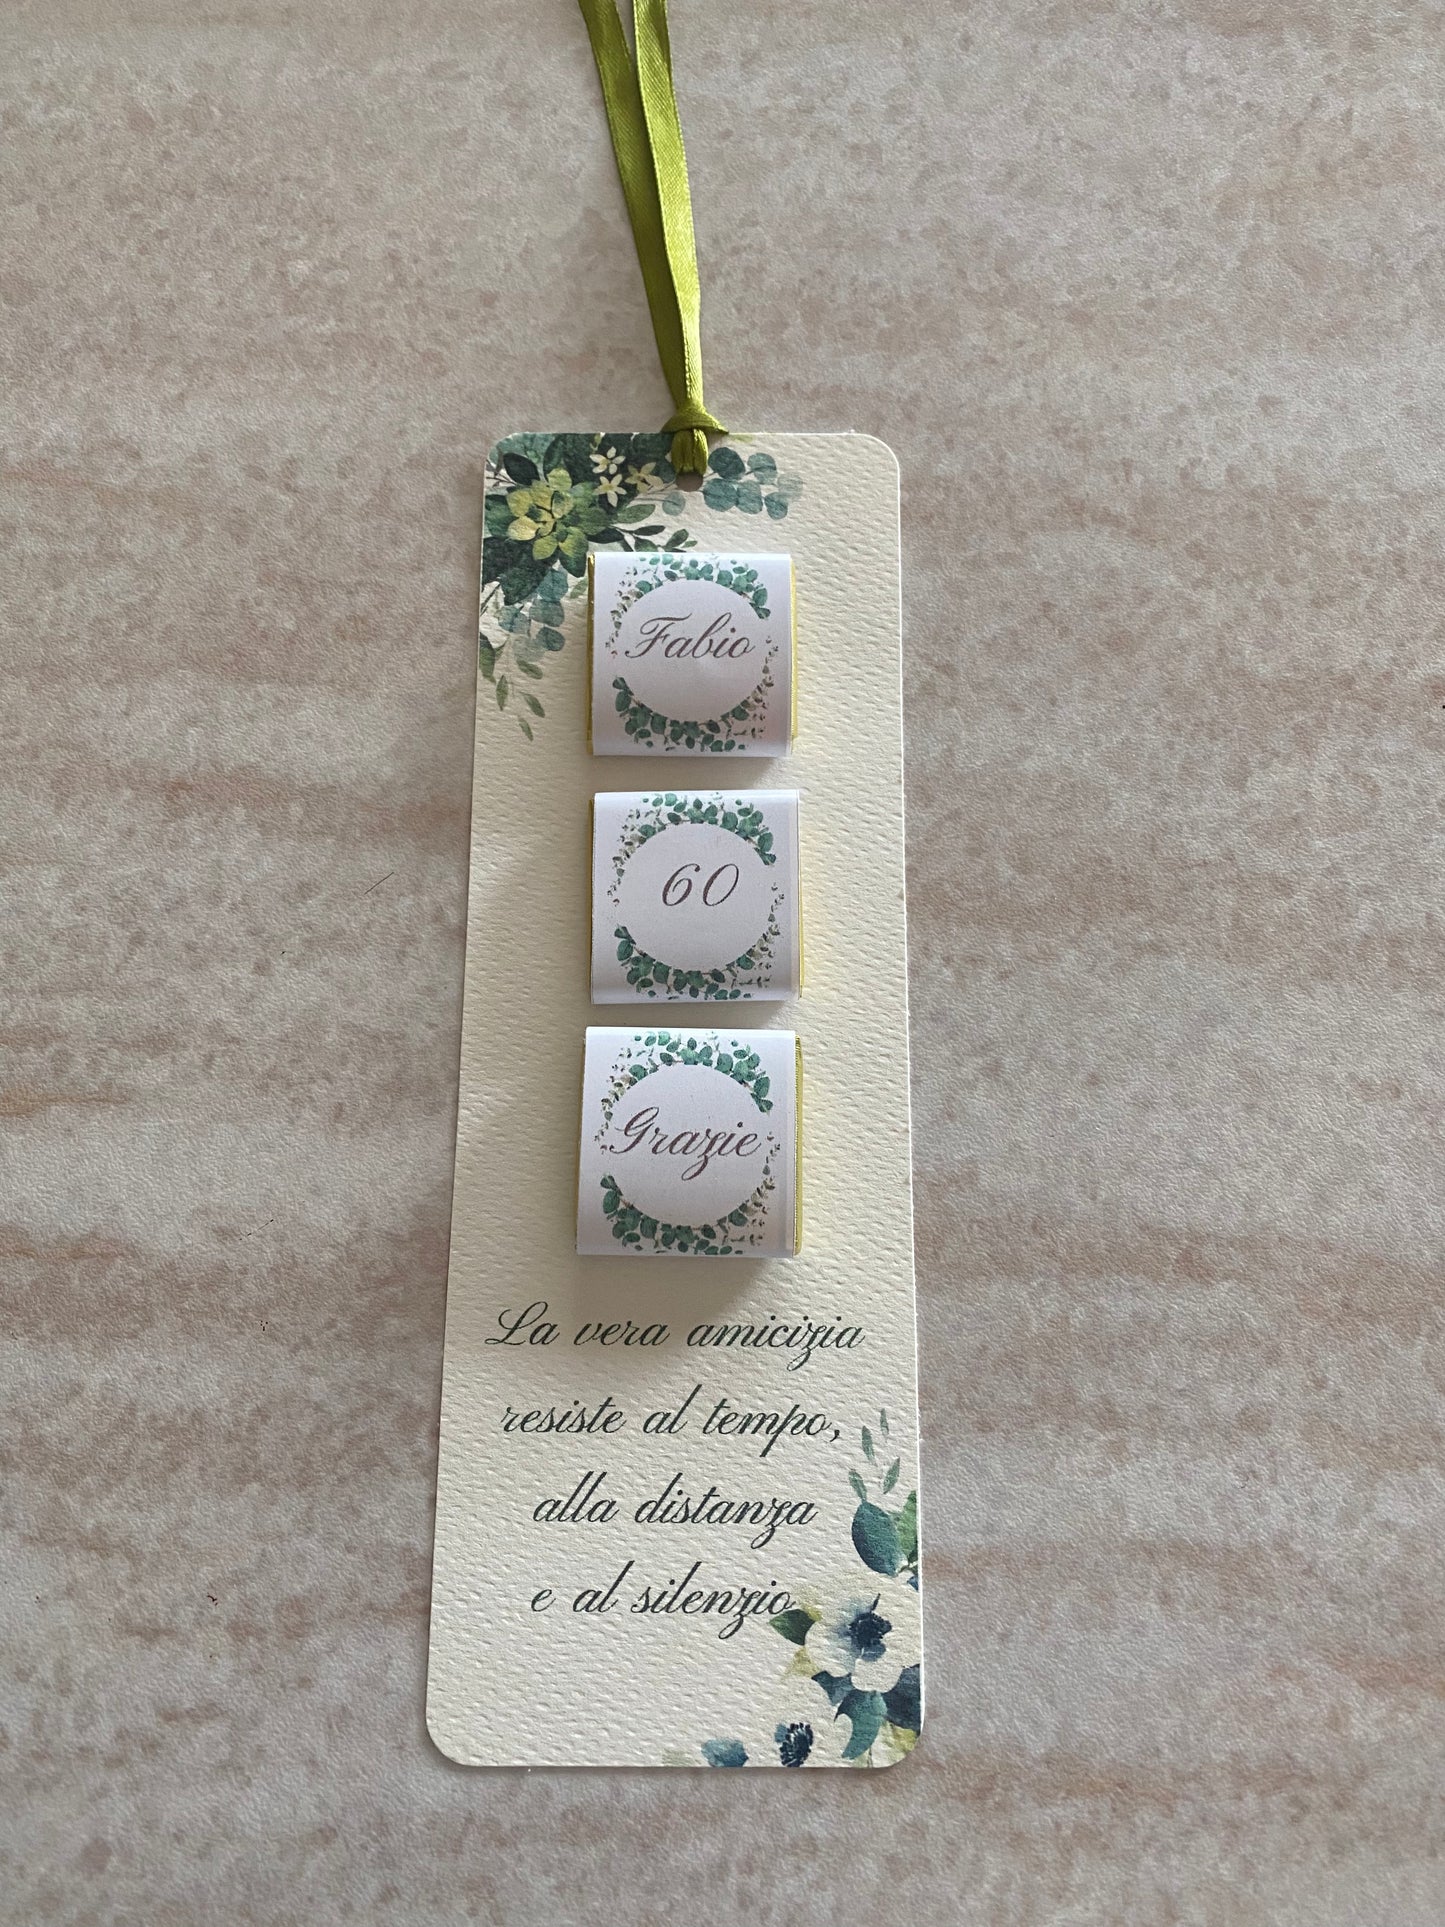 Fabio
60
Grazie
La vera amicizia
resiste al tempo,
alla distanza
e al silenzio